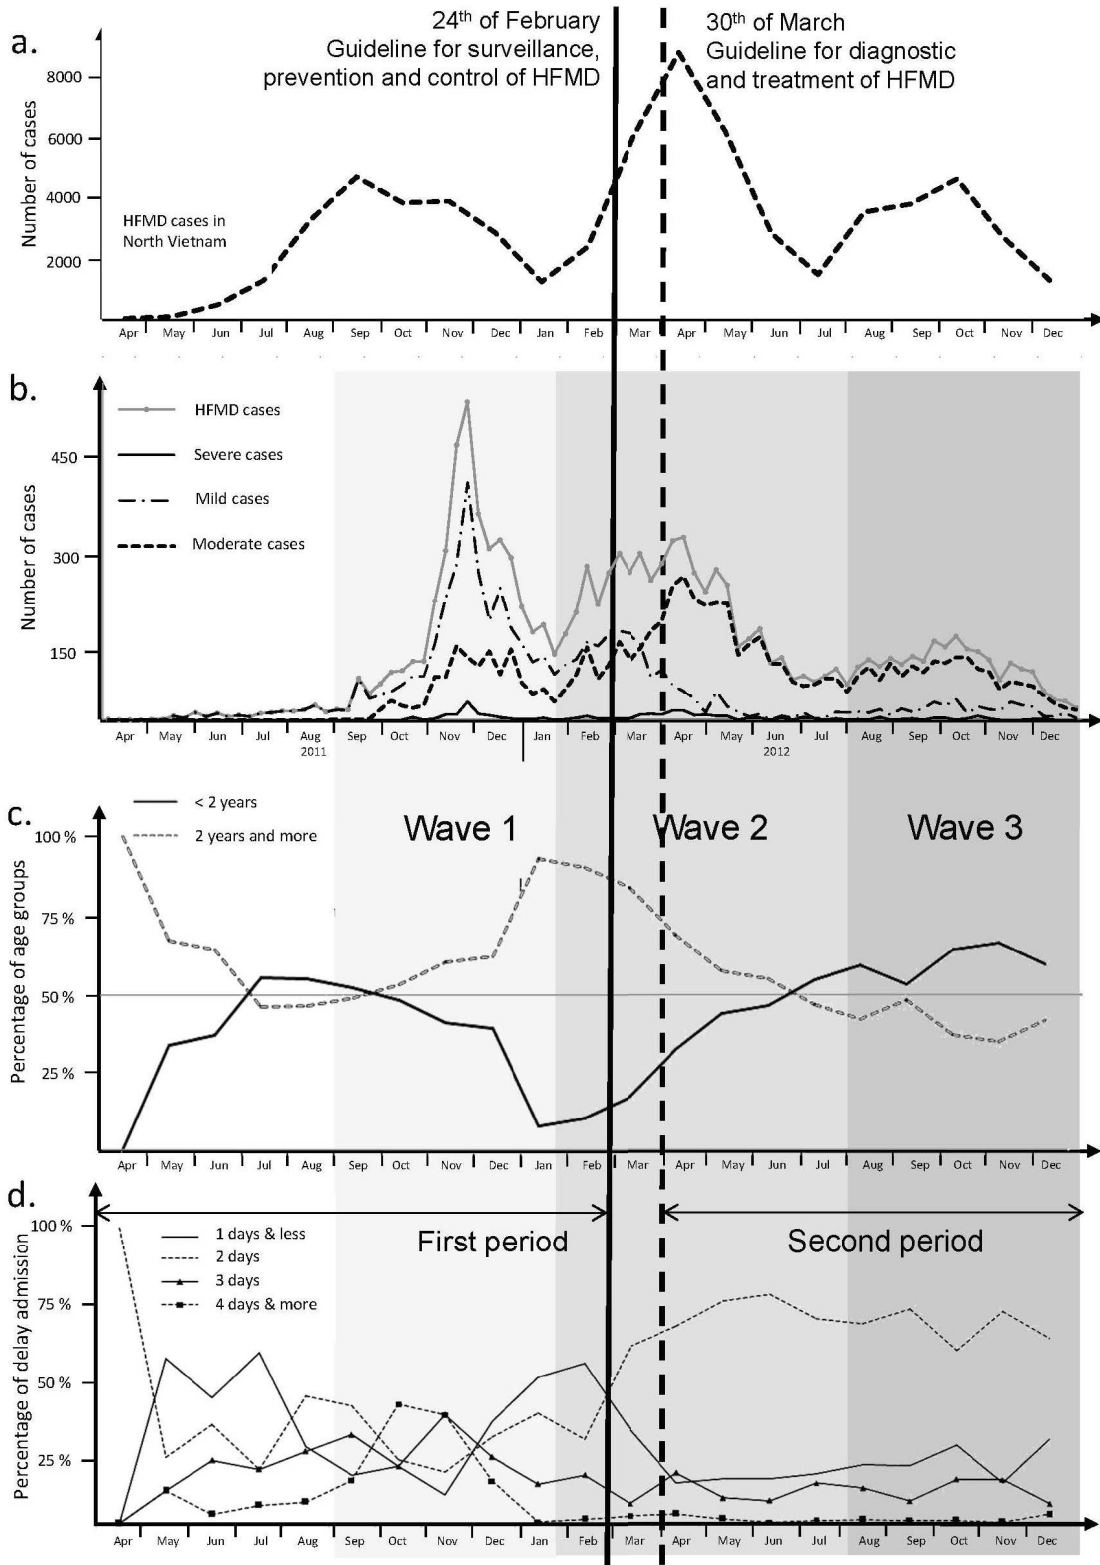 a.
24th of February
Guideline for surveillance,
prevention and control of HFMD
30th of March
Guideline for diagnostic
and treatment of HFMD
Number of cases
8000
6000
4000
2000
HFMD cases in
North Vietnam
Apr May Jun Jul Aug Sep Oct Nov Dec Jan Feb Mar Apr May Jun Jul Aug Sep Oct Nov Dec
b.
HFMD cases
Severe cases
Mild cases
Moderate cases
Number of cases
450
300
150
Apr May Jun Jul Aug Sep Oct Nov Dec Jan Feb Mar Apr May Jun Jul Aug Sep Oct Nov Dec
2011 2012
c.
< 2 years
2 years and more
Wave 1 Wave 2 Wave 3
Percentage of age groups
100 %
75 %
50 %
25 %
Apr May Jun Jul Aug Sep Oct Nov Dec Jan Feb Mar Apr May Jun Jul Aug Sep Oct Nov Dec
d.
First period Second period
1 days & less
2 days
3 days
4 days & more
Percentage of delay admission
100 %
75 %
50 %
25 %
Apr May Jun Jul Aug Sep Oct Nov Dec Jan Feb Mar Apr May Jun Jul Aug Sep Oct Nov Dec